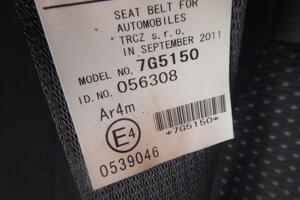 SEAT BELT FOR
AUTOMOBILES
TRCZ s.r.o.
IN SEPTEMBER 2011
MODEL NO. 7G5150
ID.NO. 056308
Ar4m
E4
*7G5150*
0539046